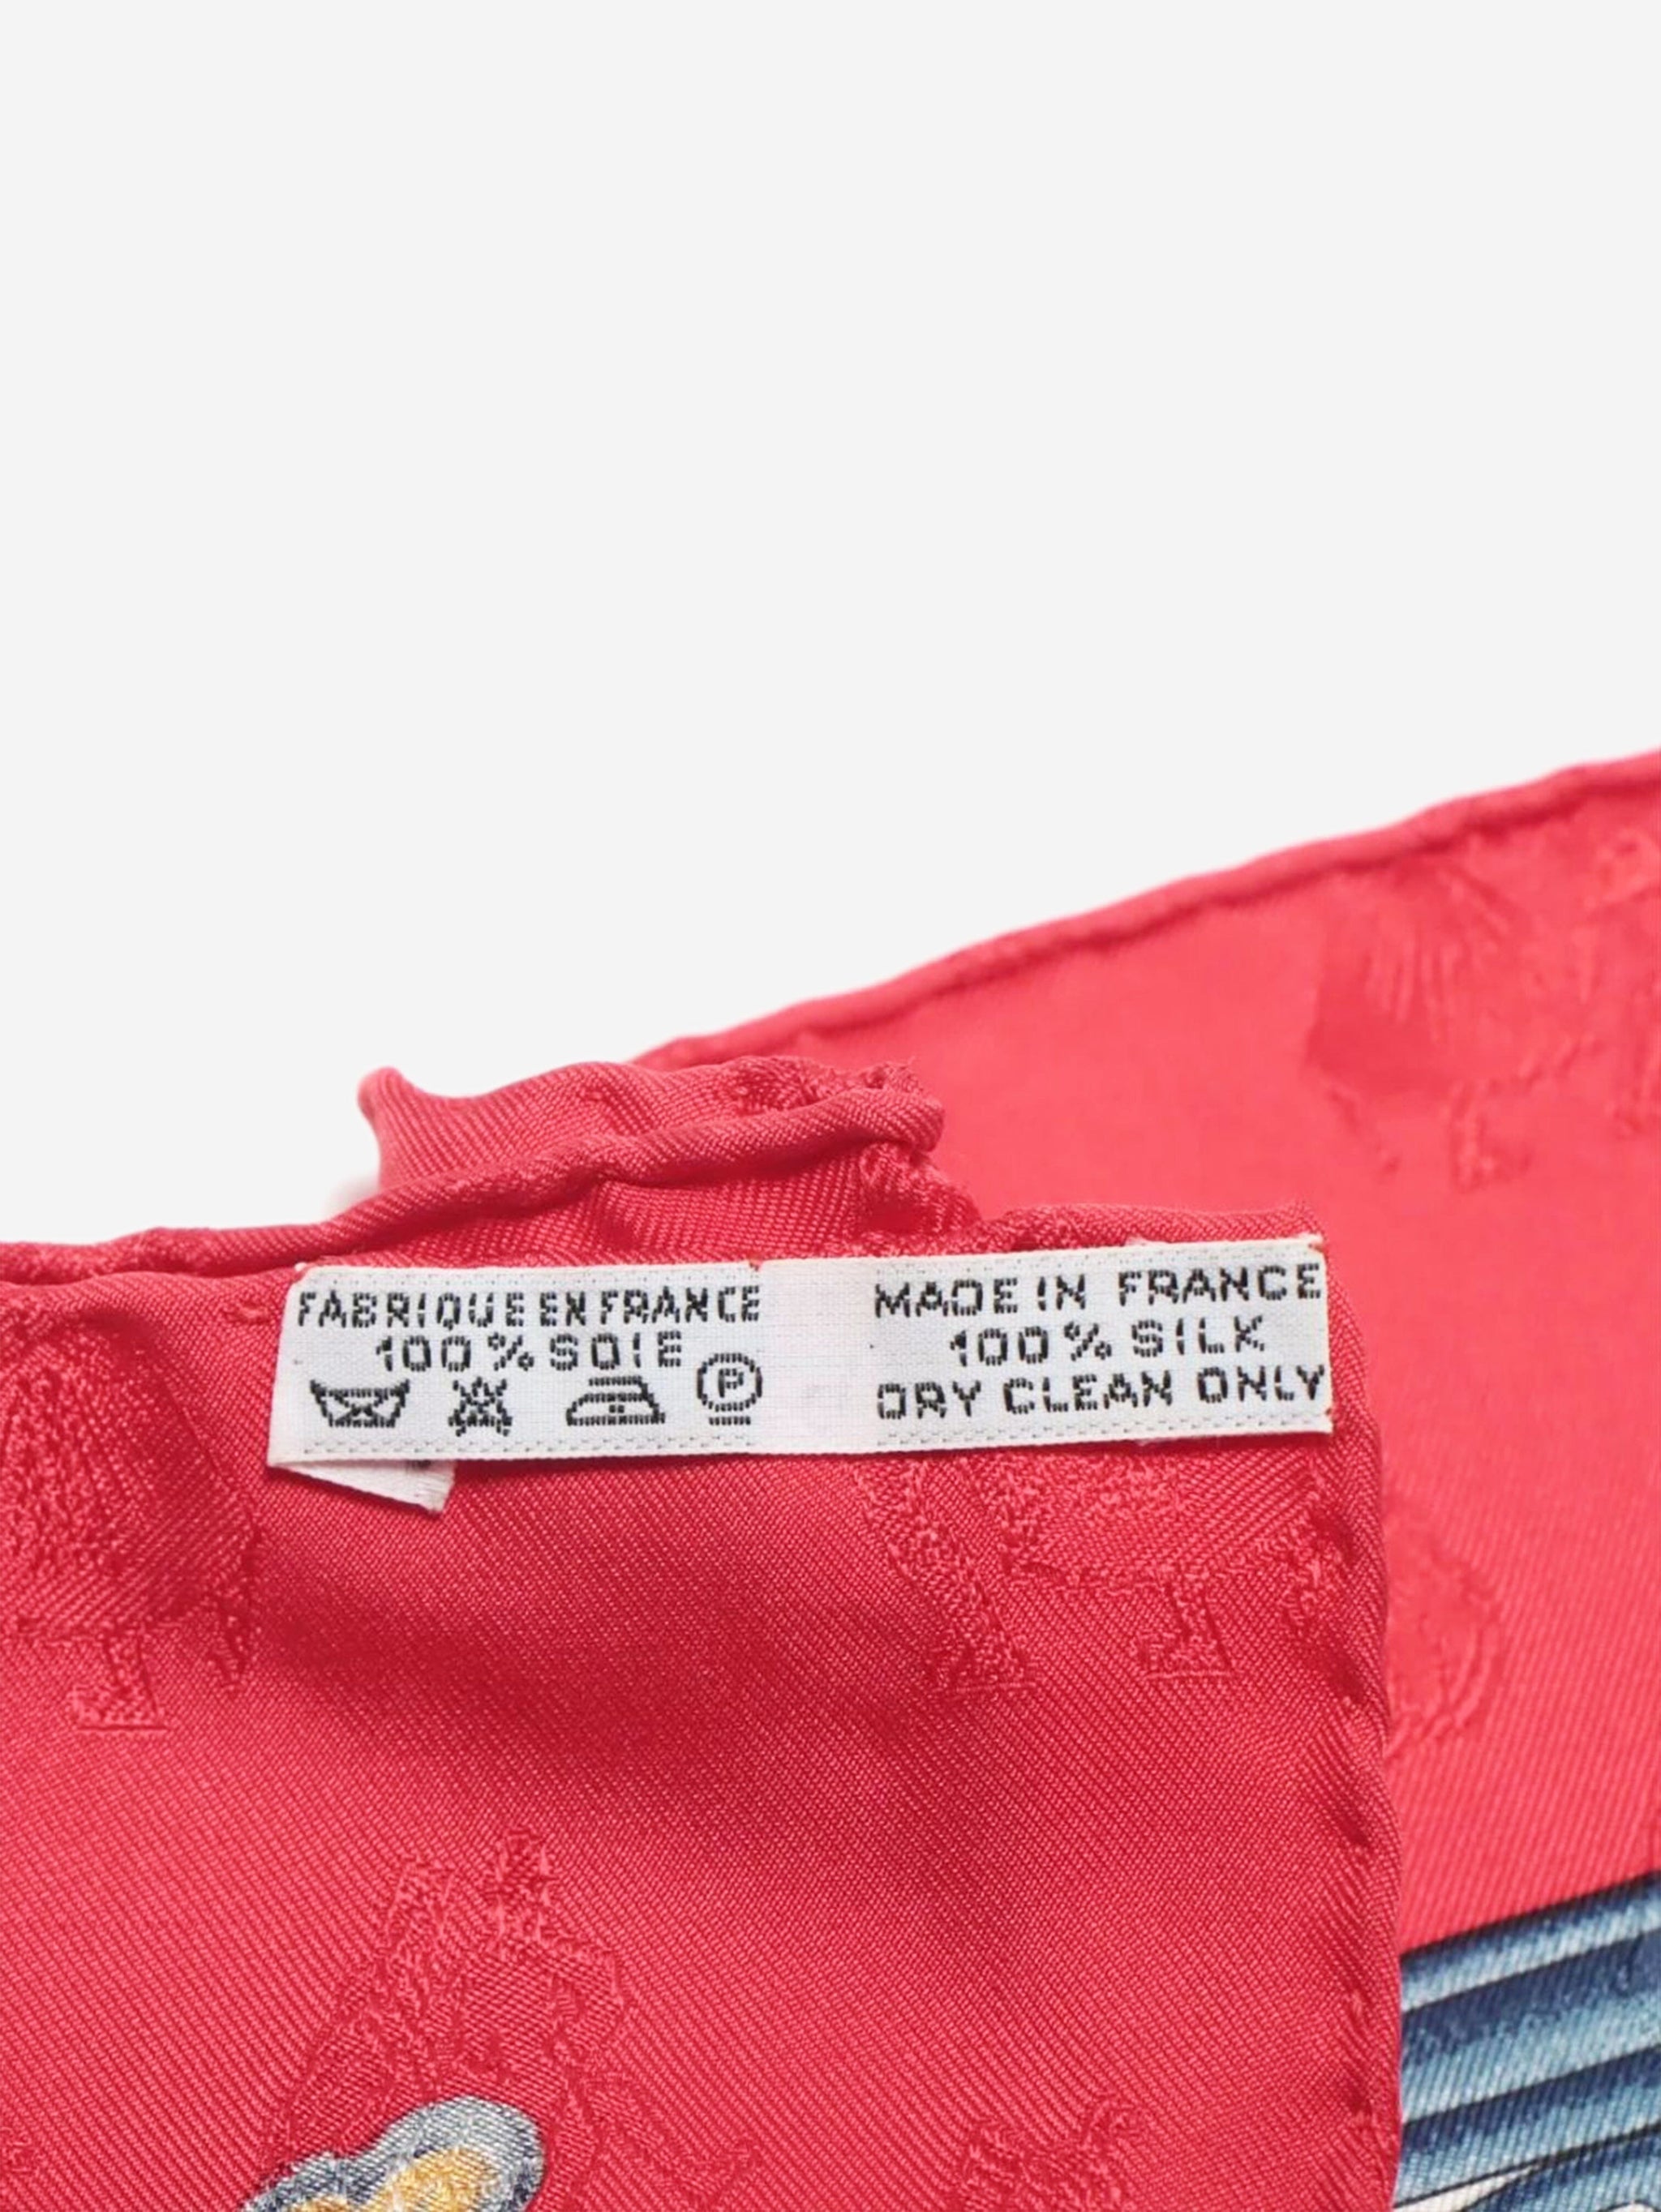 FABRIQUE EN FRANCE
100% SOIE
P
MADE IN FRANCE
100% SILK
DRY CLEAN ONLY